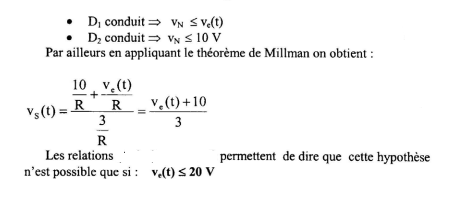 • D₁ conduit ⇒ v_N ≤ v_e(t)
• D₂ conduit ⇒ v_N ≤ 10 V
Par ailleurs en appliquant le théorème de Millman on obtient :
v_S(t) = (10/R + v_e(t)/R) / (3/R) = (v_e(t) + 10) / 3
Les relations permettent de dire que cette hypothèse
n'est possible que si : v_e(t) ≤ 20 V